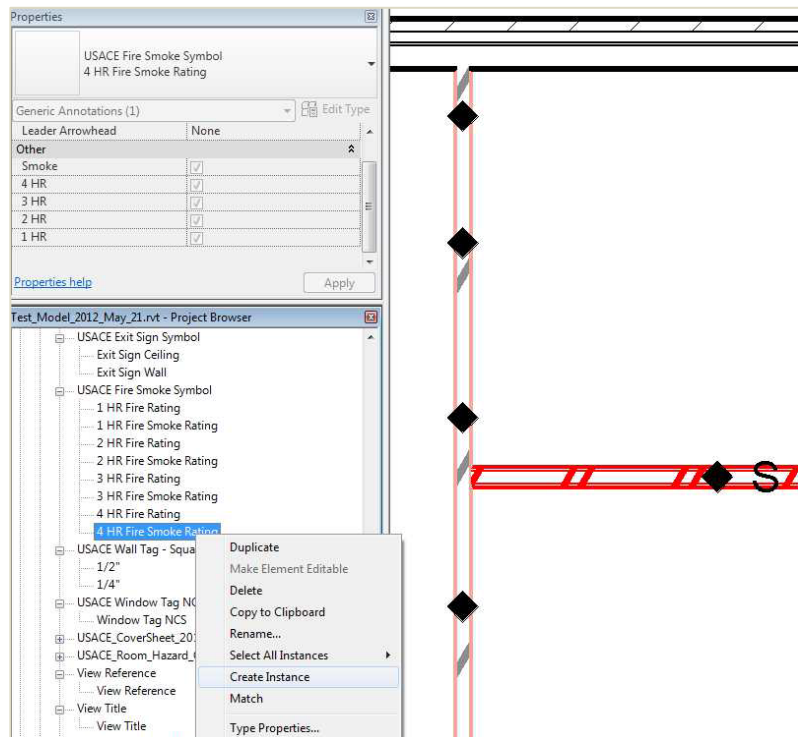 Properties
USACE Fire Smoke Symbol
4 HR Fire Smoke Rating
Generic Annotations (1)
Edit Type
Leader Arrowhead None
Other
Smoke
4 HR
3 HR
2 HR
1 HR
Properties help
Apply
Test_Model_2012_May_21.rvt - Project Browser
USACE Exit Sign Symbol
Exit Sign Ceiling
Exit Sign Wall
USACE Fire Smoke Symbol
1 HR Fire Rating
1 HR Fire Smoke Rating
2 HR Fire Rating
2 HR Fire Smoke Rating
3 HR Fire Rating
3 HR Fire Smoke Rating
4 HR Fire Rating
4 HR Fire Smoke Rating
USACE Wall Tag - Squa
1/2"
1/4"
USACE Window Tag NC
Window Tag NCS
USACE_CoverSheet_201
USACE_Room_Hazard_
View Reference
View Reference
View Title
View Title
Duplicate
Make Element Editable
Delete
Copy to Clipboard
Rename...
Select All Instances
Create Instance
Match
Type Properties...
S